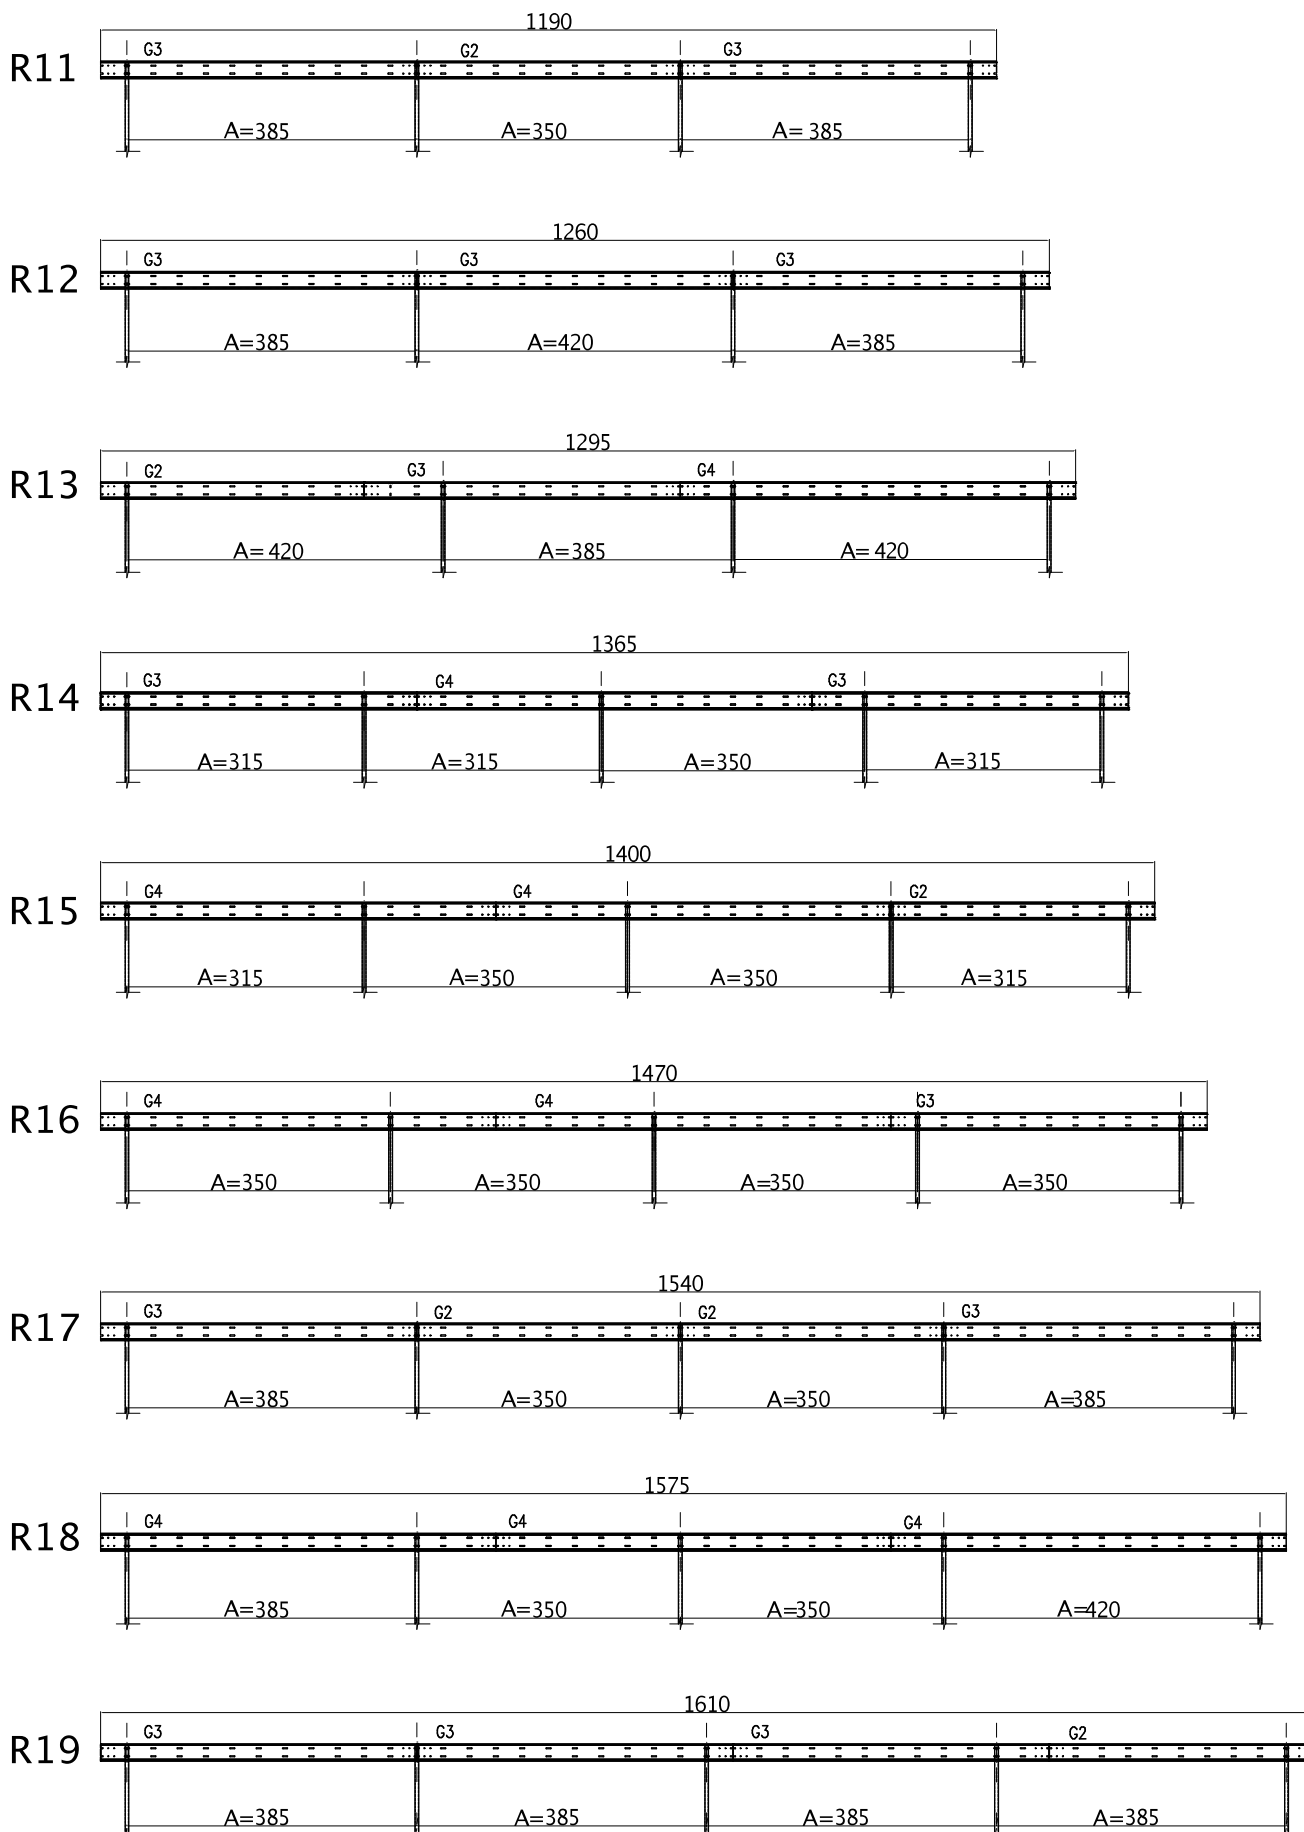 1190
G3 G2 G3
R11
A=385 A=350 A= 385
1260
G3 G3 G3
R12
A=385 A=420 A=385
1295
G2 G3 G4
R13
A= 420 A=385 A= 420
1365
G3 G4 G3
R14
A=315 A=315 A=350 A=315
1400
G4 G4 G2
R15
A=315 A=350 A=350 A=315
1470
G4 G4 G3
R16
A=350 A=350 A=350 A=350
1540
G3 G2 G2 G3
R17
A=385 A=350 A=350 A=385
1575
G4 G4 G4
R18
A=385 A=350 A=350 A=420
1610
G3 G3 G3 G2
R19
A=385 A=385 A=385 A=385